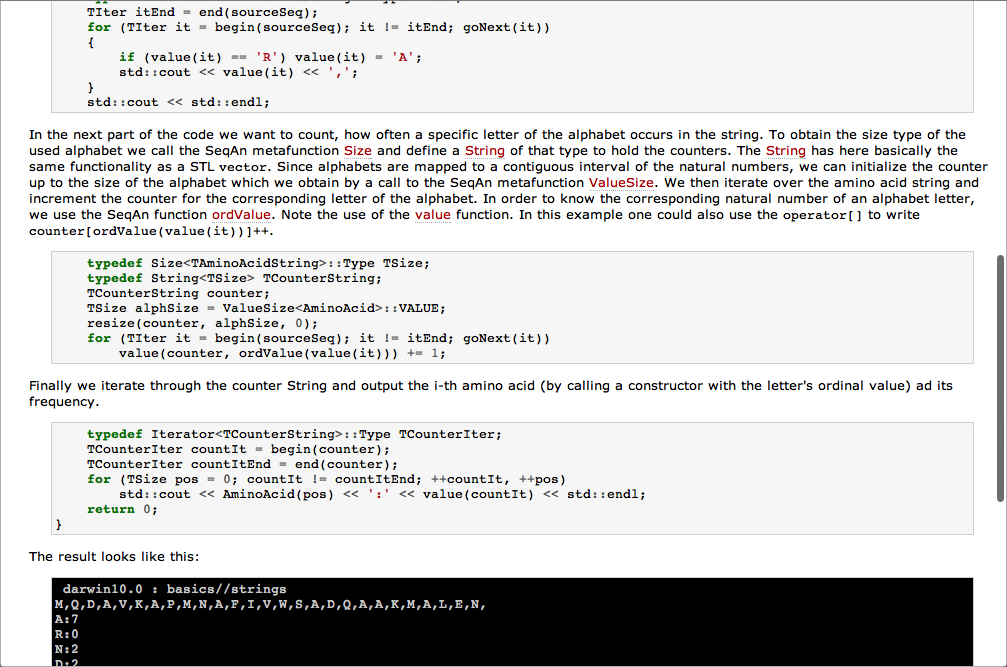 TIter itEnd = end(sourceSeq);
for (TIter it = begin(sourceSeq); it != itEnd; goNext(it))
{
if (value(it) == 'R') value(it) = 'A';
std::cout << value(it) << ',';
}
std::cout << std::endl;
In the next part of the code we want to count, how often a specific letter of the alphabet occurs in the string. To obtain the size type of the
used alphabet we call the SeqAn metafunction Size and define a String of that type to hold the counters. The String has here basically the
same functionality as a STL vector. Since alphabets are mapped to a contiguous interval of the natural numbers, we can initialize the counter
up to the size of the alphabet which we obtain by a call to the SeqAn metafunction ValueSize. We then iterate over the amino acid string and
increment the counter for the corresponding letter of the alphabet. In order to know the corresponding natural number of an alphabet letter,
we use the SeqAn function ordValue. Note the use of the value function. In this example one could also use the operator[] to write
counter[ordValue(value(it))]++.
typedef Size<TAminoAcidString>::Type TSize;
typedef String<TSize> TCounterString;
TCounterString counter;
TSize alphSize = ValueSize<AminoAcid>::VALUE;
resize(counter, alphSize, 0);
for (TIter it = begin(sourceSeq); it != itEnd; goNext(it))
value(counter, ordValue(value(it))) += 1;
Finally we iterate through the counter String and output the i-th amino acid (by calling a constructor with the letter's ordinal value) ad its
frequency.
typedef Iterator<TCounterString>::Type TCounterIter;
TCounterIter countIt = begin(counter);
TCounterIter countItEnd = end(counter);
for (TSize pos = 0; countIt != countItEnd; ++countIt, ++pos)
std::cout << AminoAcid(pos) << ':' << value(countIt) << std::endl;
return 0;
}
The result looks like this:
darwin10.0 : basics//strings
M,Q,D,A,V,K,A,P,M,N,A,F,I,V,W,S,A,D,Q,A,A,K,M,A,L,E,N,
A:7
R:0
N:2
D:2